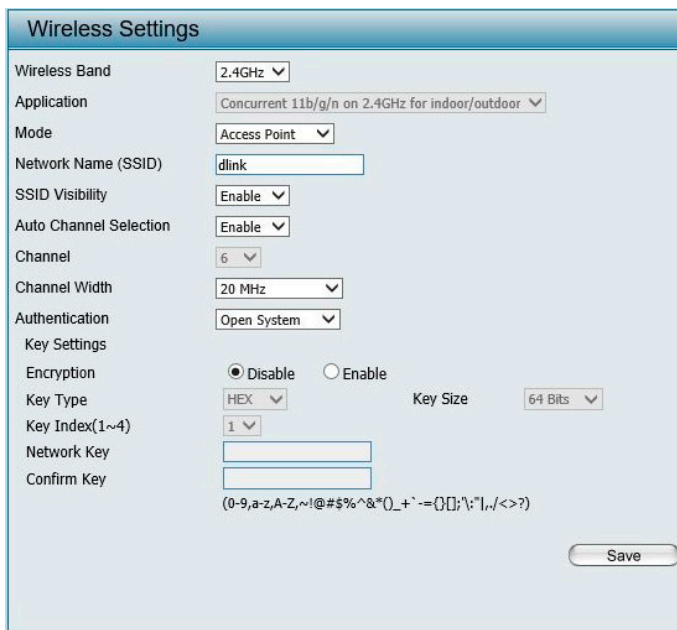 Wireless Settings
Wireless Band 2.4GHz
Application Concurrent 11b/g/n on 2.4GHz for indoor/outdoor
Mode Access Point
Network Name (SSID) dlink
SSID Visibility Enable
Auto Channel Selection Enable
Channel 6
Channel Width 20 MHz
Authentication Open System
Key Settings
Encryption Disable Enable
Key Type HEX Key Size 64 Bits
Key Index(1~4) 1
Network Key
Confirm Key
(0-9,a-z,A-Z,~!@#$%^&*()_+`-={}[];'\:"|,./<>?)
Save